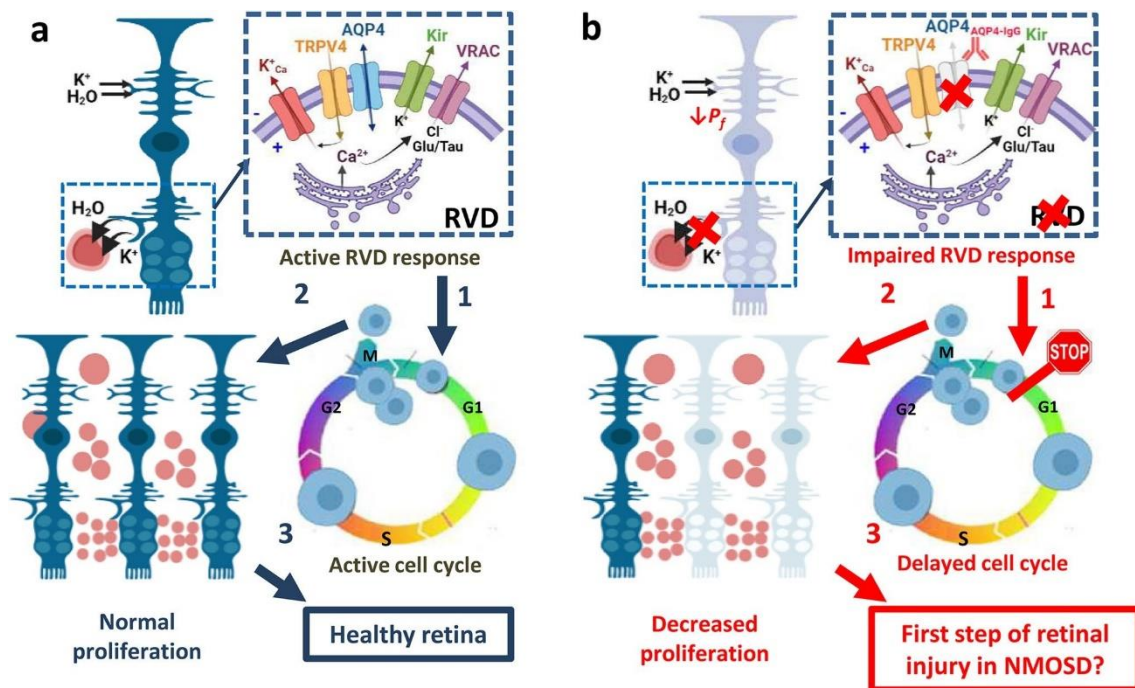 a
K⁺
H₂O
K⁺Ca
TRPV4
AQP4
Kir
VRAC
-
+
K⁺
Cl⁻
Glu/Tau
Ca²⁺
RVD
H₂O
K⁺
Active RVD response
2
1
M
G2
G1
S
3
Active cell cycle
Normal
proliferation
Healthy retina
b
K⁺
H₂O
↓ Pf
K⁺Ca
TRPV4
AQP4
AQP4-IgG
Kir
VRAC
-
+
K⁺
Cl⁻
Glu/Tau
Ca²⁺
RVD
H₂O
K⁺
Impaired RVD response
2
1
STOP
M
G2
G1
S
3
Delayed cell cycle
Decreased
proliferation
First step of retinal
injury in NMOSD?